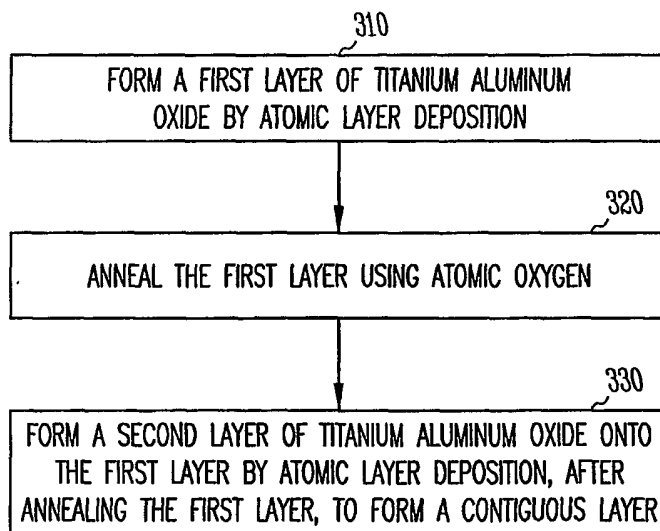 310
FORM A FIRST LAYER OF TITANIUM ALUMINUM
OXIDE BY ATOMIC LAYER DEPOSITION
320
ANNEAL THE FIRST LAYER USING ATOMIC OXYGEN
330
FORM A SECOND LAYER OF TITANIUM ALUMINUM OXIDE ONTO
THE FIRST LAYER BY ATOMIC LAYER DEPOSITION, AFTER
ANNEALING THE FIRST LAYER, TO FORM A CONTIGUOUS LAYER